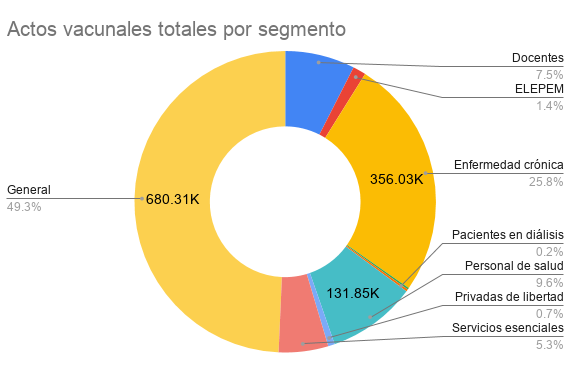 Actos vacunales totales por segmento
Docentes
7.5%
ELEPEM
1.4%
Enfermedad crónica
25.8%
356.03K
General
49.3%
680.31K
Pacientes en diálisis
0.2%
Personal de salud
9.6%
131.85K
Privadas de libertad
0.7%
Servicios esenciales
5.3%